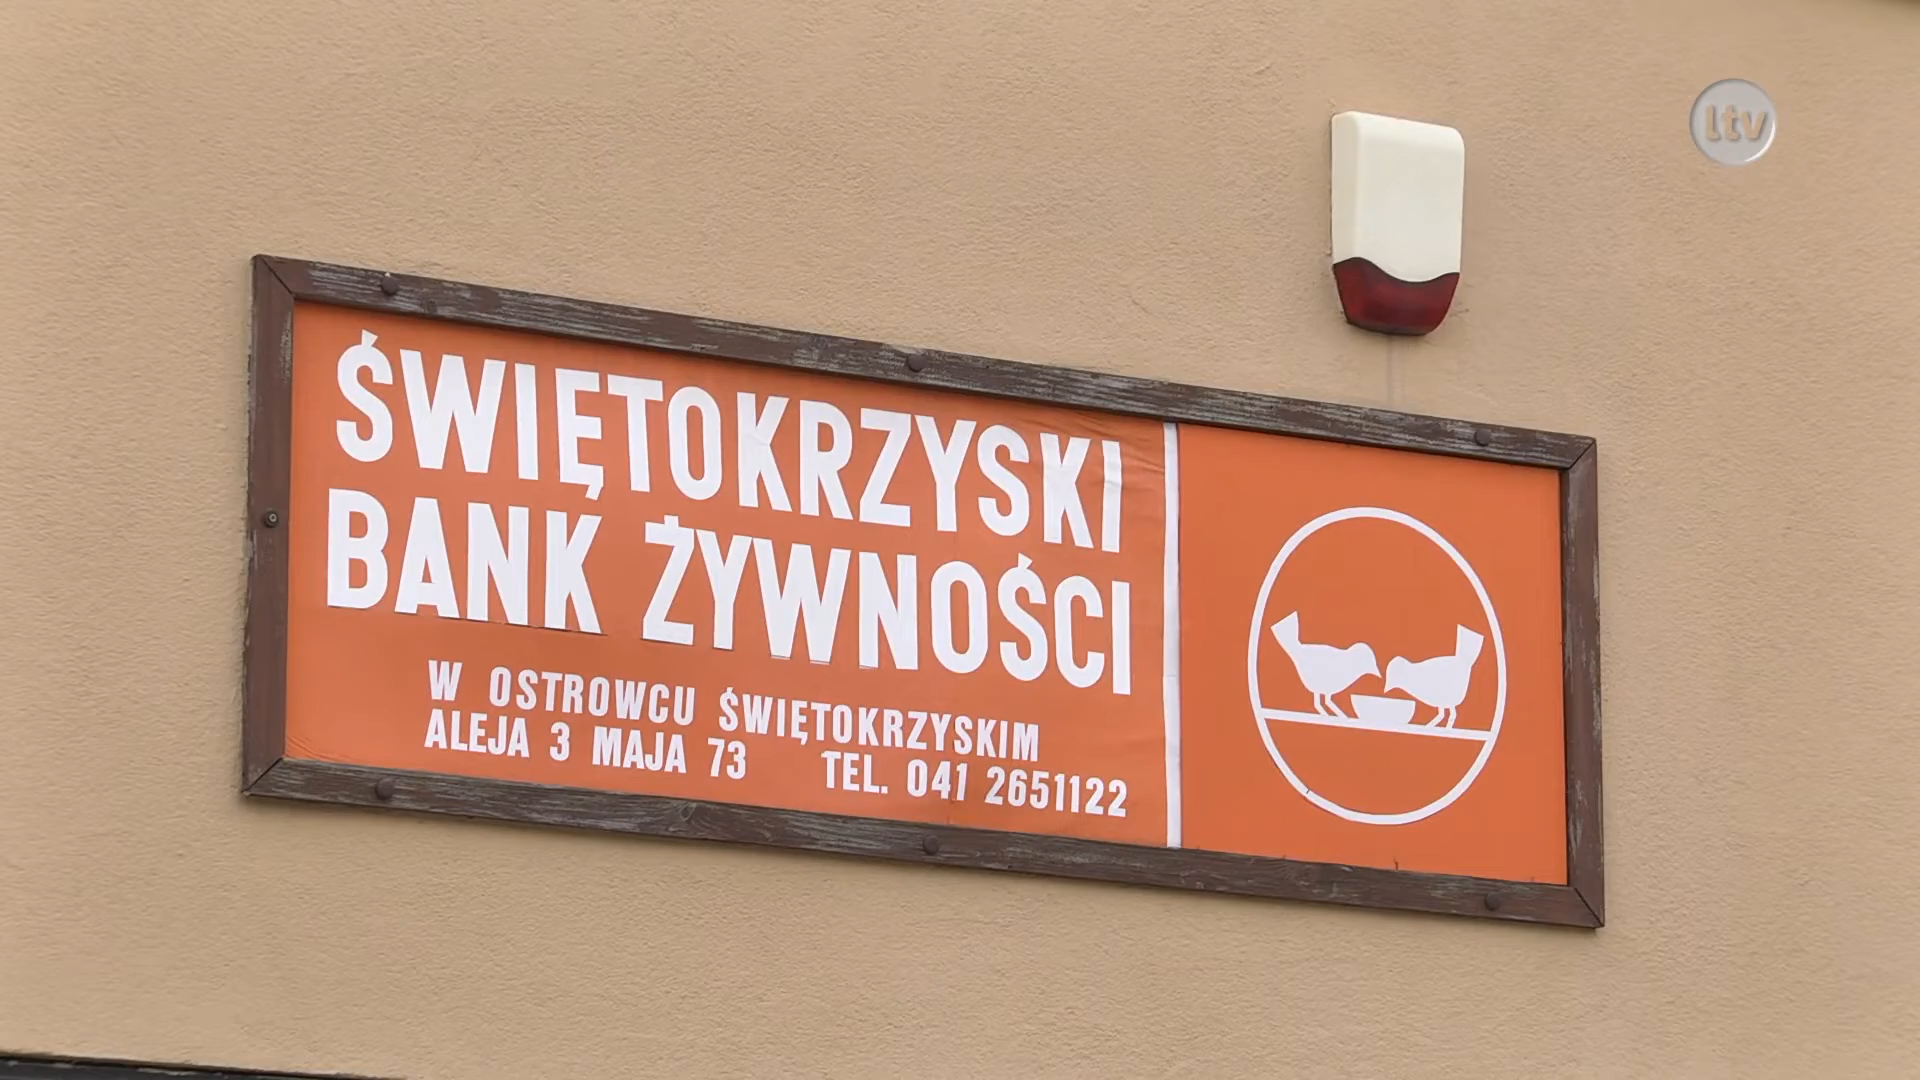 ltv
ŚWIĘTOKRZYSKI
BANK ŻYWNOŚCI
W OSTROWCU ŚWIĘTOKRZYSKIM
ALEJA 3 MAJA 73 TEL. 041 2651122